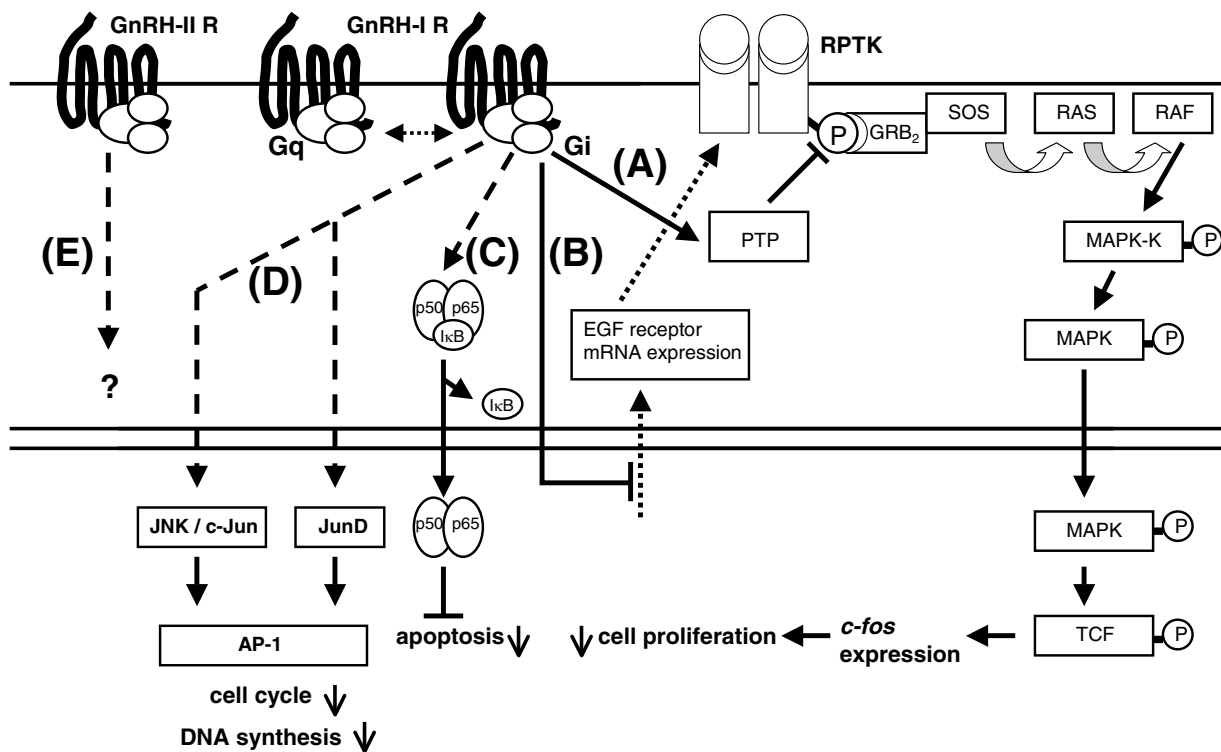 GnRH-II R
GnRH-I R
RPTK
Gq
Gi
P
GRB2
SOS
RAS
RAF
(A)
PTP
MAPK-K
P
(E)
(D)
(C)
(B)
p50
p65
IκB
EGF receptor
mRNA expression
MAPK
P
?
IκB
JNK / c-Jun
JunD
p50
p65
MAPK
P
AP-1
apoptosis
cell proliferation
c-fos
expression
TCF
P
cell cycle
DNA synthesis